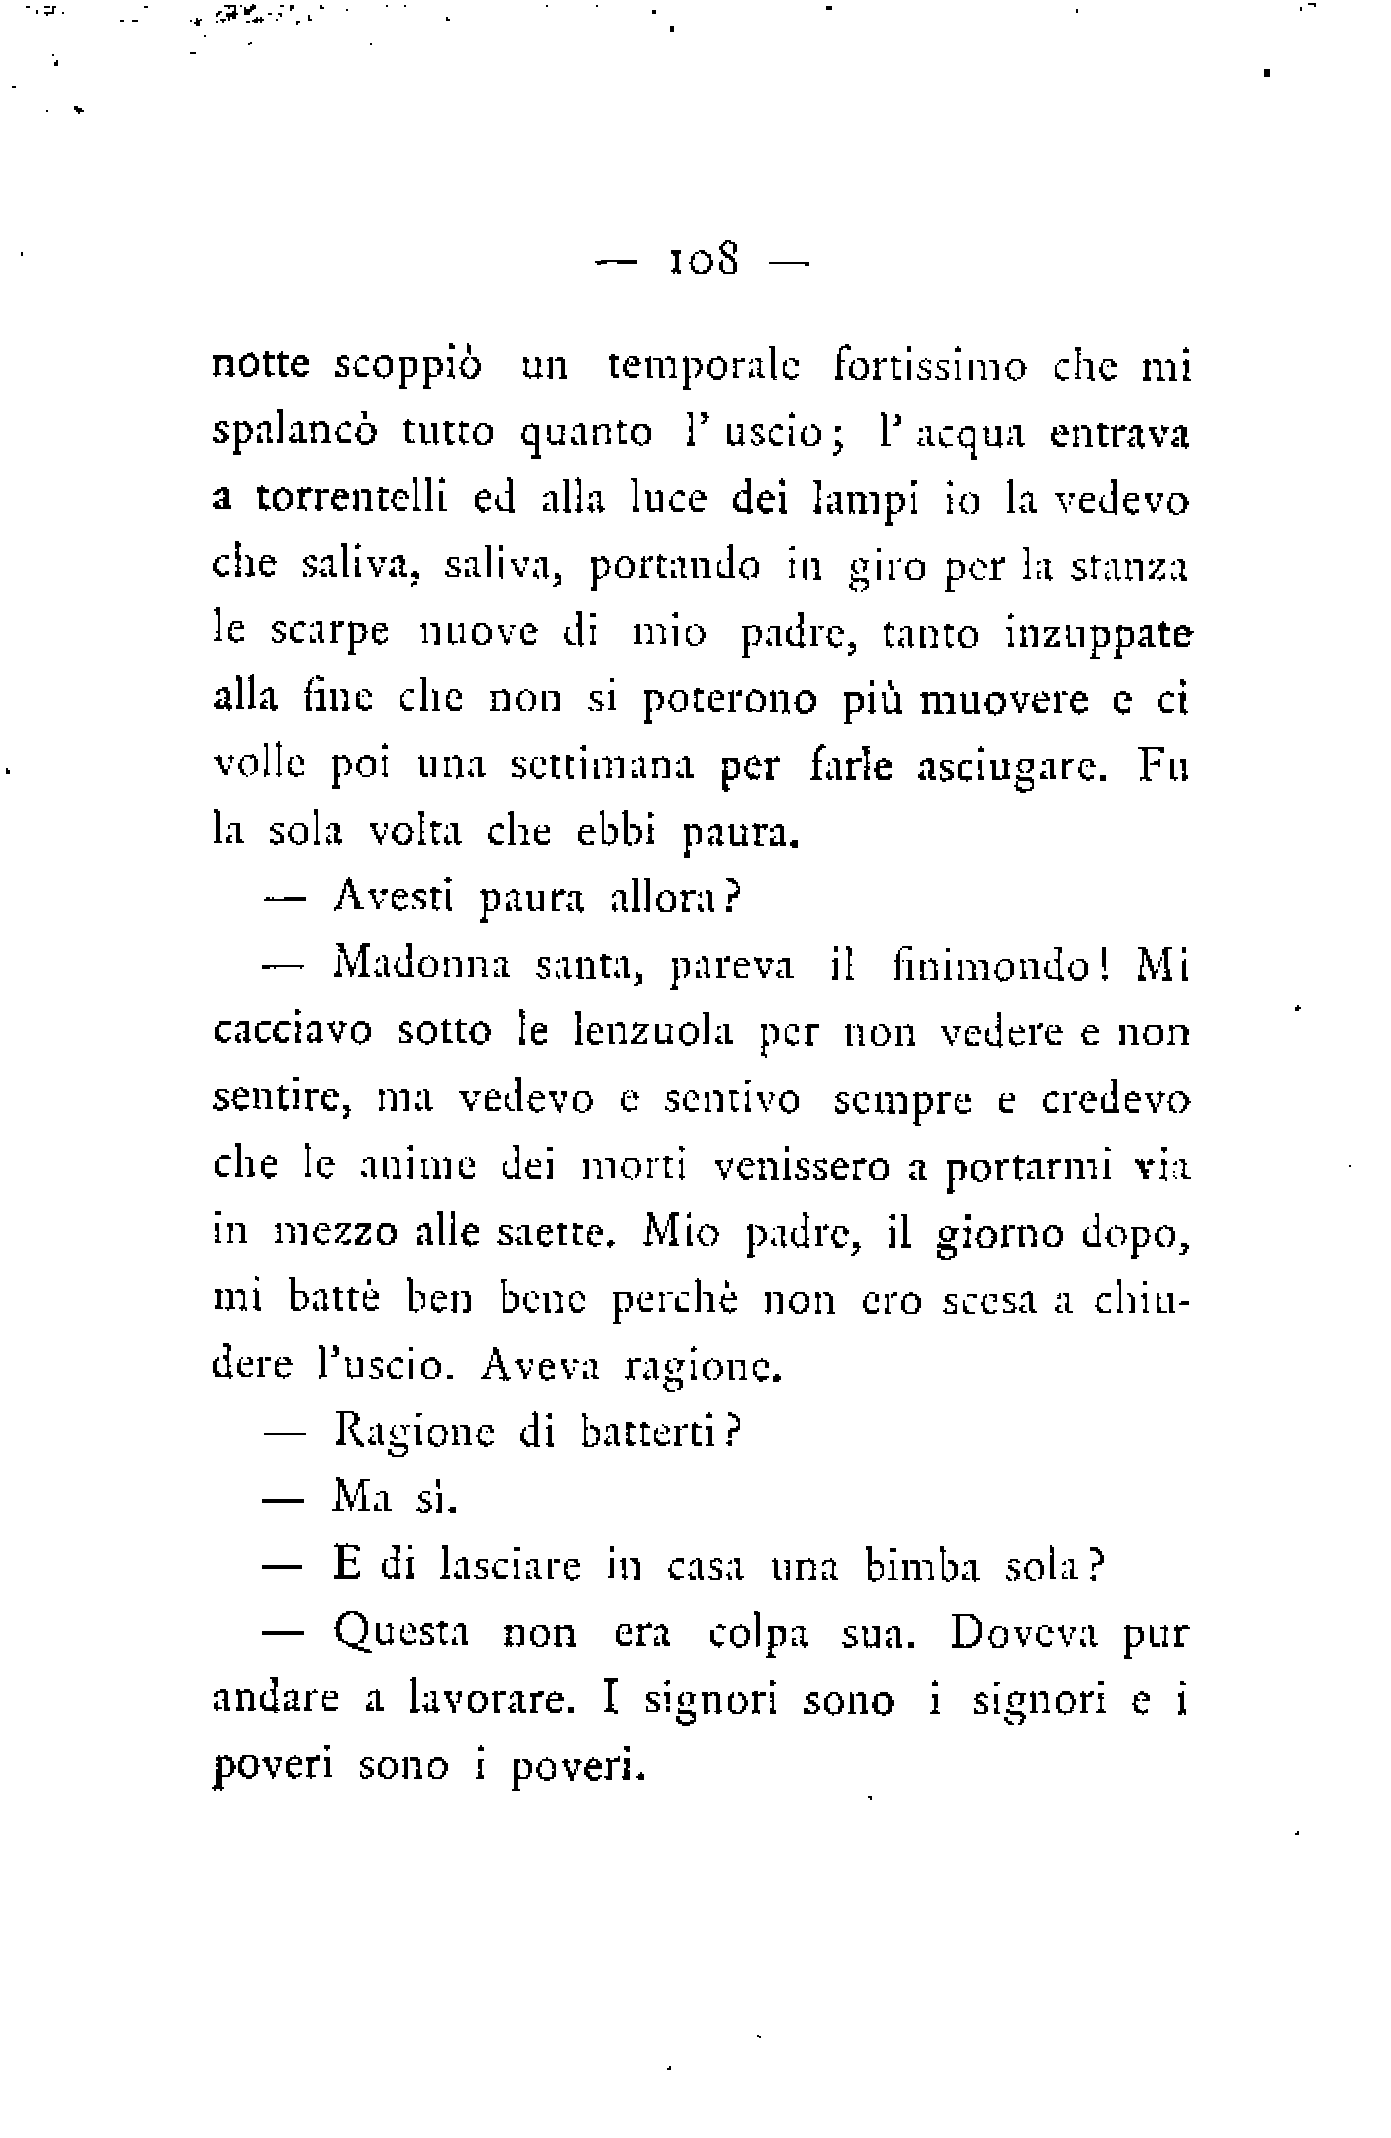 — 108 —
notte scoppiò un temporale fortissimo che mi
spalancò tutto quanto l' uscio; l' acqua entrava
a torrentelli ed alla luce dei lampi io la vedevo
che saliva, saliva, portando in giro per la stanza
le scarpe nuove di mio padre, tanto inzuppate
alla fine che non si poterono più muovere e ci
volle poi una settimana per farle asciugare. Fu
la sola volta che ebbi paura.
— Avesti paura allora?
— Madonna santa, pareva il finimondo! Mi
cacciavo sotto le lenzuola per non vedere e non
sentire, ma vedevo e sentivo sempre e credevo
che le anime dei morti venissero a portarmi via
in mezzo alle saette. Mio padre, il giorno dopo,
mi battè ben bene perchè non ero scesa a chiu-
dere l'uscio. Aveva ragione.
— Ragione di batterti?
— Ma sì.
— E di lasciare in casa una bimba sola?
— Questa non era colpa sua. Doveva pur
andare a lavorare. I signori sono i signori e i
poveri sono i poveri.